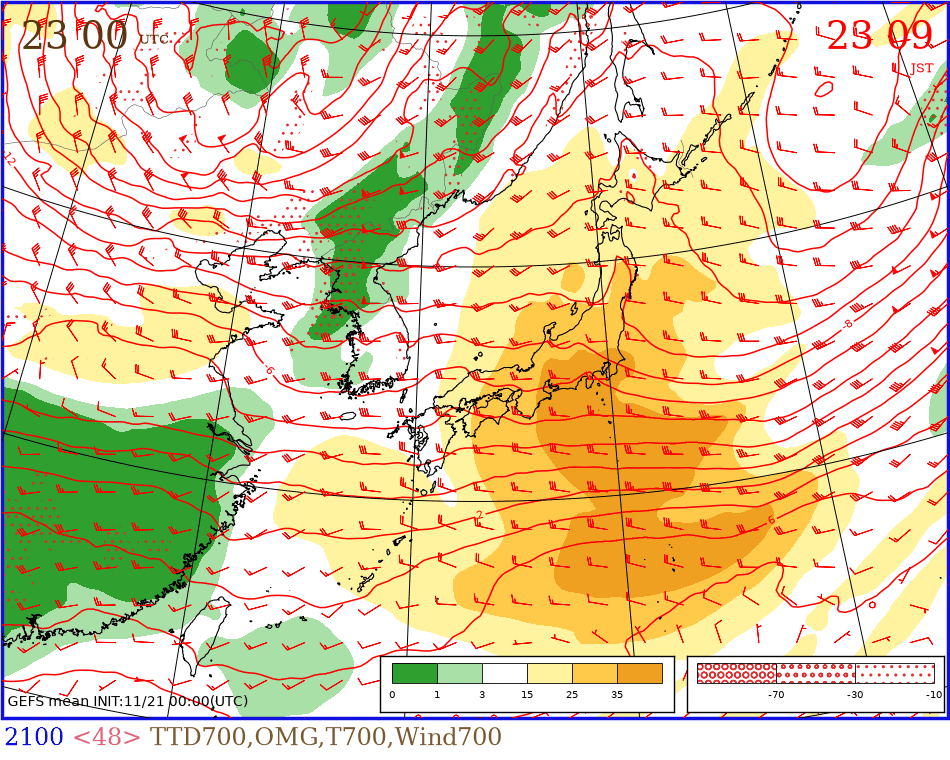 23 00 UTC
23 09
JST
-12
-8
-6
-2
-6
0 1 3 15 25 35
-70 -30 -10
GEFS mean INIT:11/21 00:00(UTC)
2100 <48> TTD700,OMG,T700,Wind700